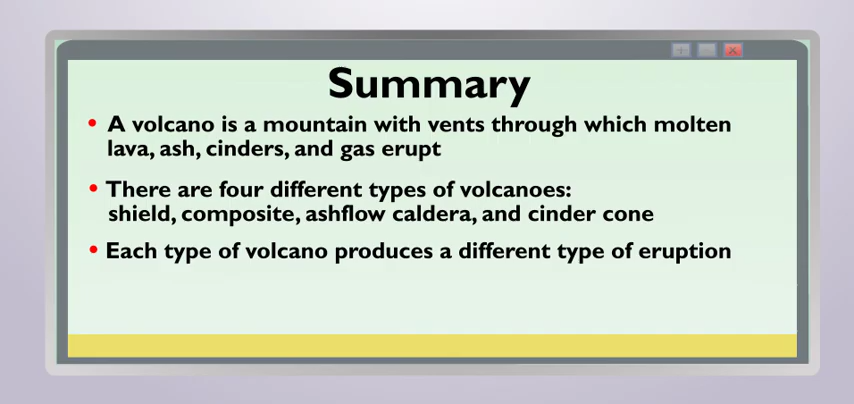 Summary
• A volcano is a mountain with vents through which molten
lava, ash, cinders, and gas erupt
• There are four different types of volcanoes:
shield, composite, ashflow caldera, and cinder cone
• Each type of volcano produces a different type of eruption